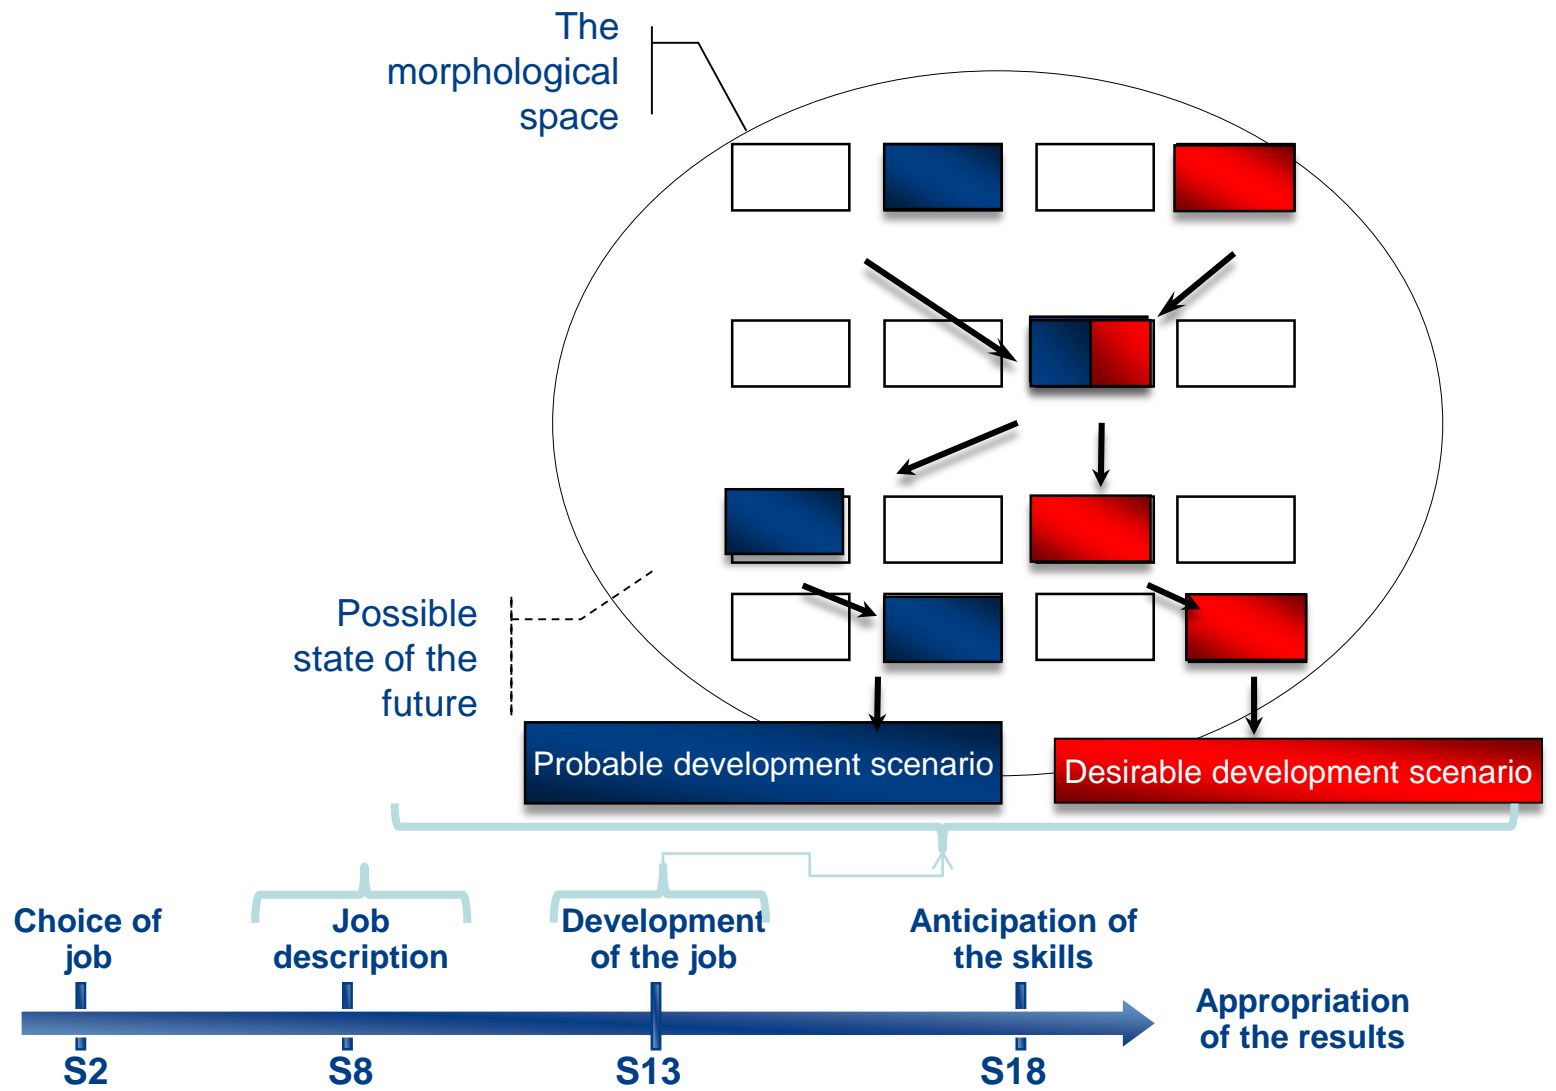 The
morphological
space
Possible
state of the
future
Probable development scenario
Desirable development scenario
Choice of
job
Job
description
Development
of the job
Anticipation of
the skills
Appropriation
of the results
S2
S8
S13
S18